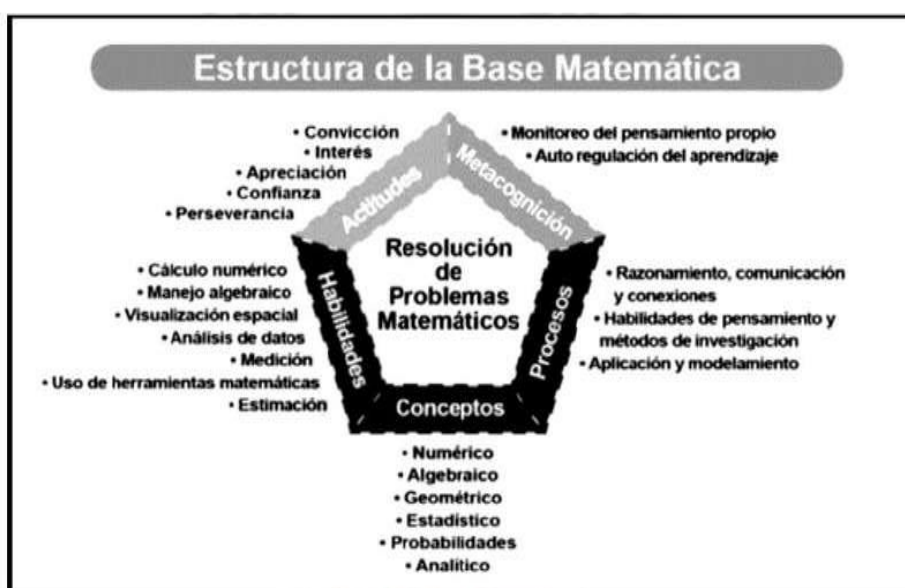 Estructura de la Base Matemática
• Convicción
• Interés
• Apreciación
• Confianza
• Perseverancia
Actitudes
• Monitoreo del pensamiento propio
• Auto regulación del aprendizaje
Metacognición
• Cálculo numérico
• Manejo algebraico
• Visualización espacial
• Análisis de datos
• Medición
• Uso de herramientas matemáticas
• Estimación
Habilidades
Resolución
de
Problemas
Matemáticos
Procesos
• Razonamiento, comunicación
y conexiones
• Habilidades de pensamiento y
métodos de investigación
• Aplicación y modelamiento
Conceptos
• Numérico
• Algebraico
• Geométrico
• Estadístico
• Probabilidades
• Analítico